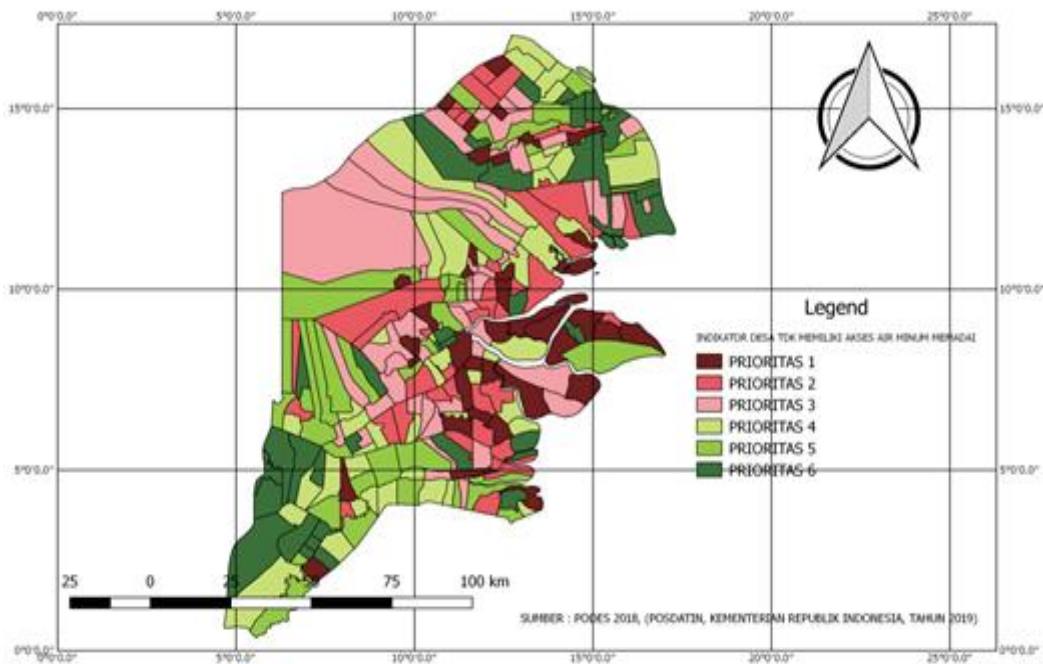 0°0'0.0" 5°0'0.0" 10°0'0.0" 15°0'0.0" 20°0'0.0" 25°0'0.0"
15°0'0.0" 15°0'0.0"
10°0'0.0" 10°0'0.0"
Legend
INDIKATOR DESA TDK MEMILIKI AKSES AIR MINUM MEMADAI
PRIORITAS 1
PRIORITAS 2
PRIORITAS 3
PRIORITAS 4
PRIORITAS 5
PRIORITAS 6
5°0'0.0" 5°0'0.0"
25 0 25 50 75 100 km
SUMBER : PODES 2018, (POSDATIN, KEMENTERIAN REPUBLIK INDONESIA, TAHUN 2019)
0°0'0.0" 0°0'0.0"
0°0'0.0" 5°0'0.0" 10°0'0.0" 15°0'0.0" 20°0'0.0" 25°0'0.0"